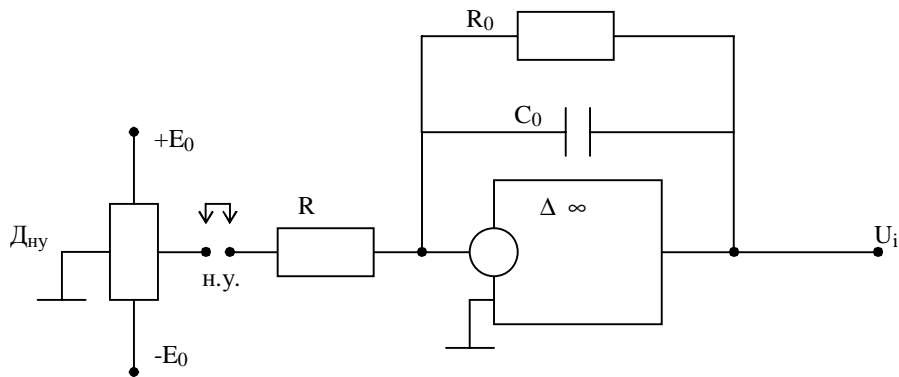 R₀
C₀
+E₀
Δ ∞
R
Дну
Ui
н.у.
-E₀